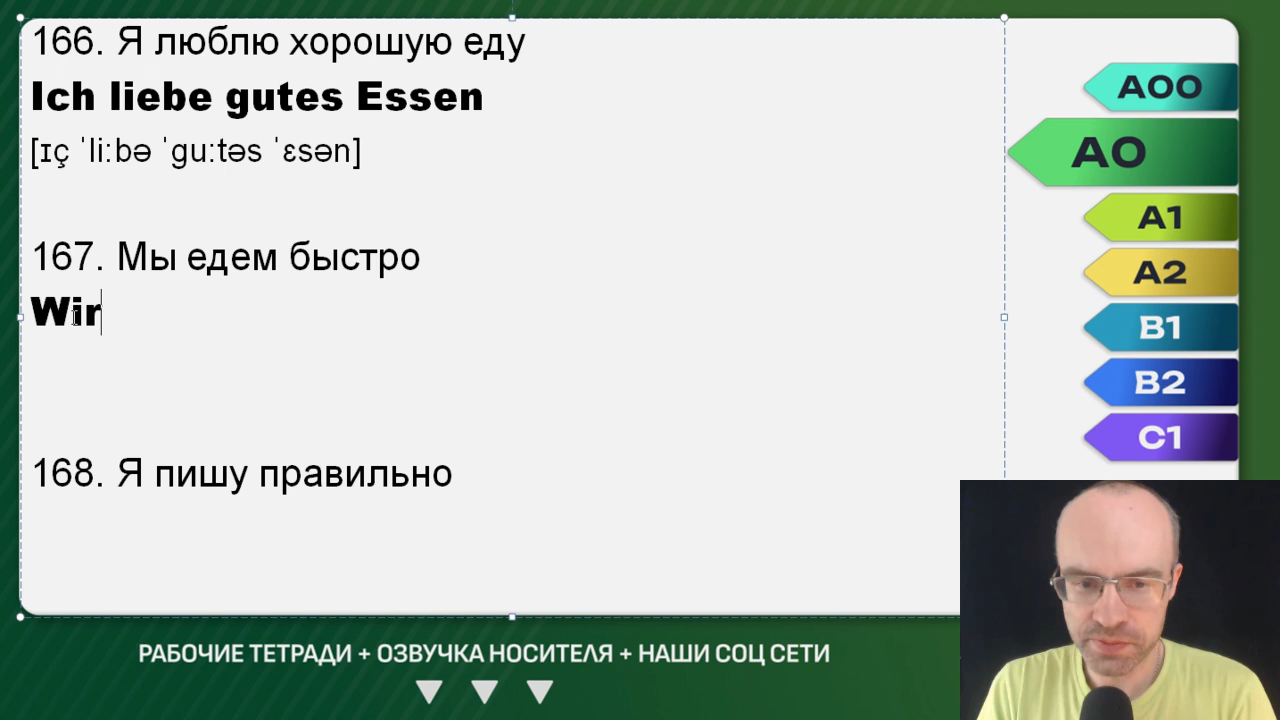 166. Я люблю хорошую еду
Ich liebe gutes Essen
[ɪç ˈliːbə ˈɡuːtəs ˈɛsən]
167. Мы едем быстро
Wir
168. Я пишу правильно
A00
A0
A1
A2
B1
B2
C1
РАБОЧИЕ ТЕТРАДИ + ОЗВУЧКА НОСИТЕЛЯ + НАШИ СОЦ СЕТИ